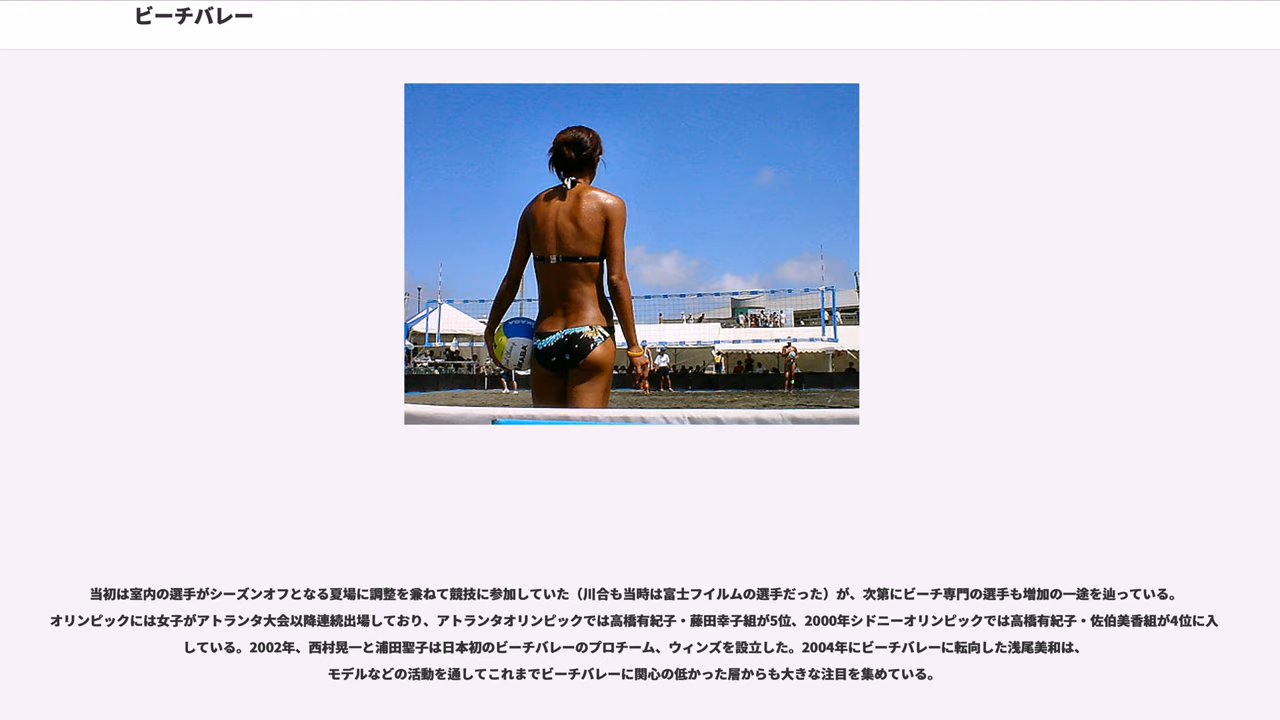 ビーチバレー
当初は室内の選手がシーズンオフとなる夏場に調整を兼ねて競技に参加していた（川合も当時は富士フイルムの選手だった）が、次第にビーチ専門の選手も増加の一途を辿っている。
オリンピックには女子がアトランタ大会以降連続出場しており、アトランタオリンピックでは高橋有紀子・藤田幸子組が5位、2000年シドニーオリンピックでは高橋有紀子・佐伯美香組が4位に入
している。2002年、西村晃一と浦田聖子は日本初のビーチバレーのプロチーム、ウィンズを設立した。2004年にビーチバレーに転向した浅尾美和は、
モデルなどの活動を通してこれまでビーチバレーに関心の低かった層からも大きな注目を集めている。